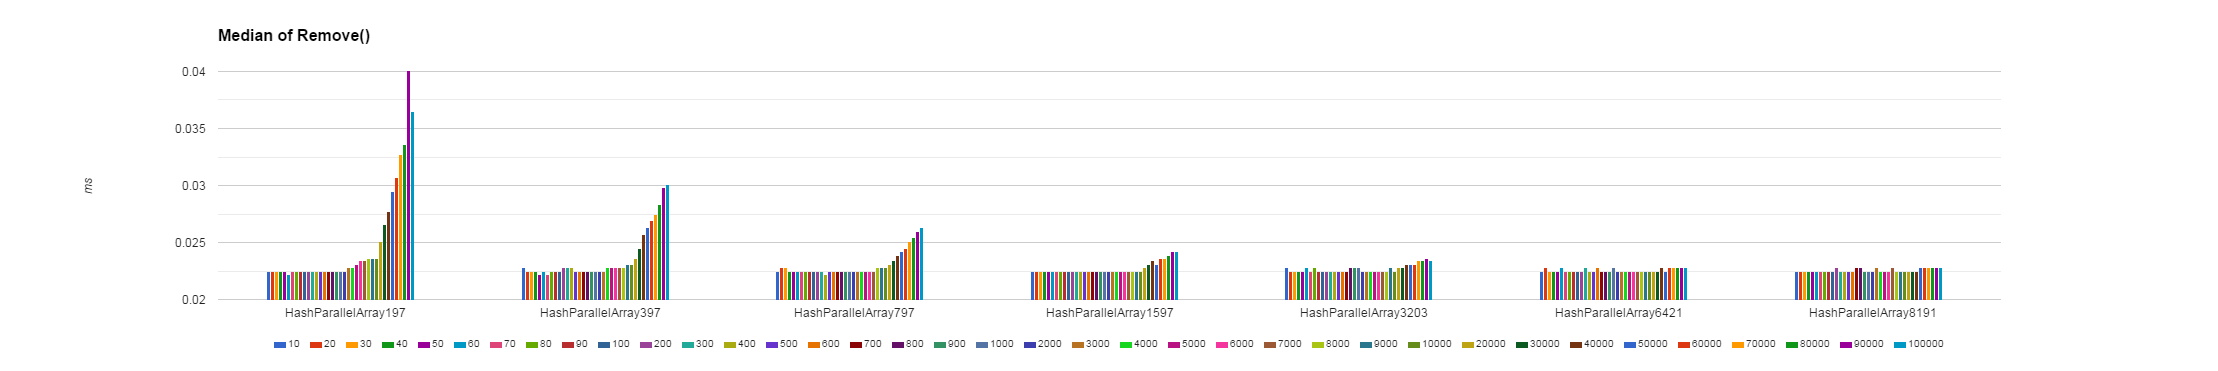 Median of Remove()
0.04
0.035
ms
0.03
0.025
0.02
HashParallelArray197 HashParallelArray397 HashParallelArray797 HashParallelArray1597 HashParallelArray3203 HashParallelArray6421 HashParallelArray8191
10 20 30 40 50 60 70 80 90 100 200 300 400 500 600 700 800 900 1000 2000 3000 4000 5000 6000 7000 8000 9000 10000 20000 30000 40000 50000 60000 70000 80000 90000 100000